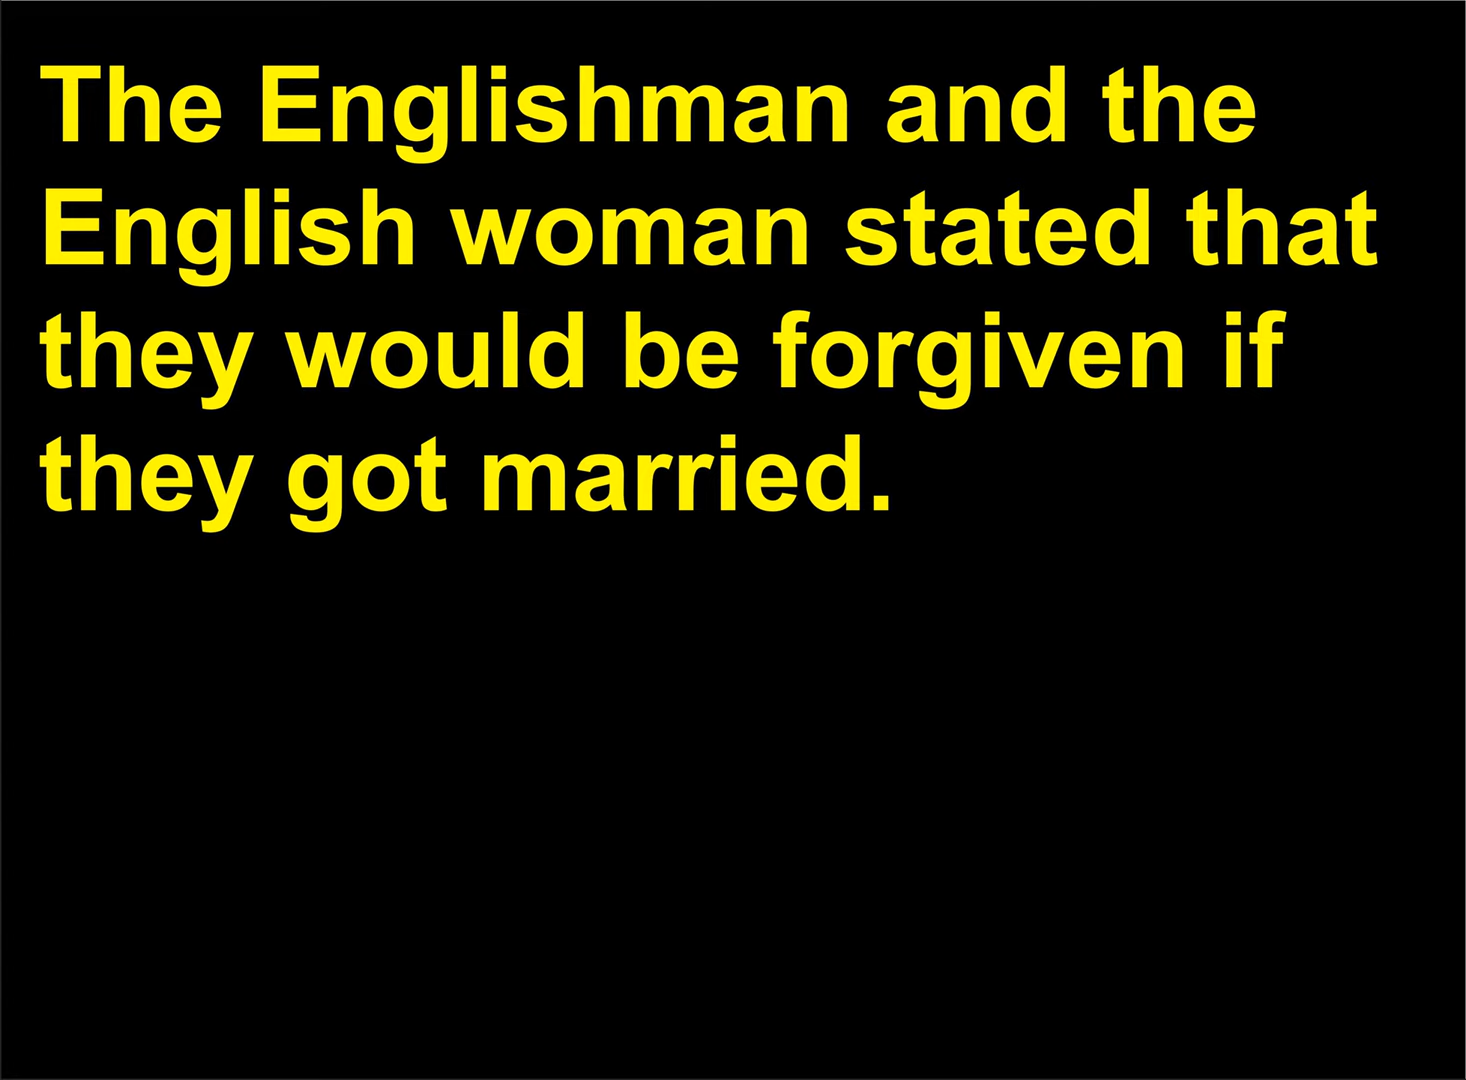 The Englishman and the
English woman stated that
they would be forgiven if
they got married.